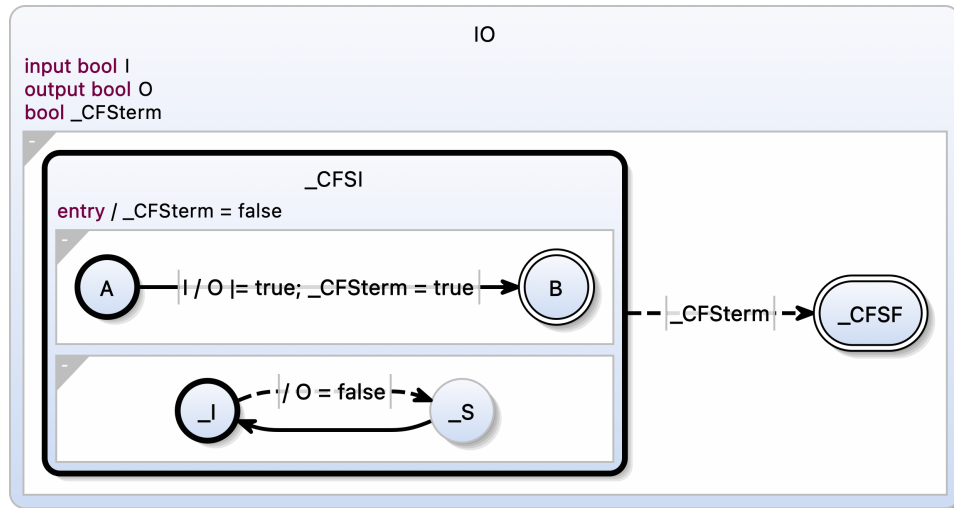 IO
input bool I
output bool O
bool _CFSterm
-
_CFSI
entry / _CFSterm = false
-
A
I / O |= true; _CFSterm = true
B
_CFSterm
_CFSF
-
_I
/ O = false
_S